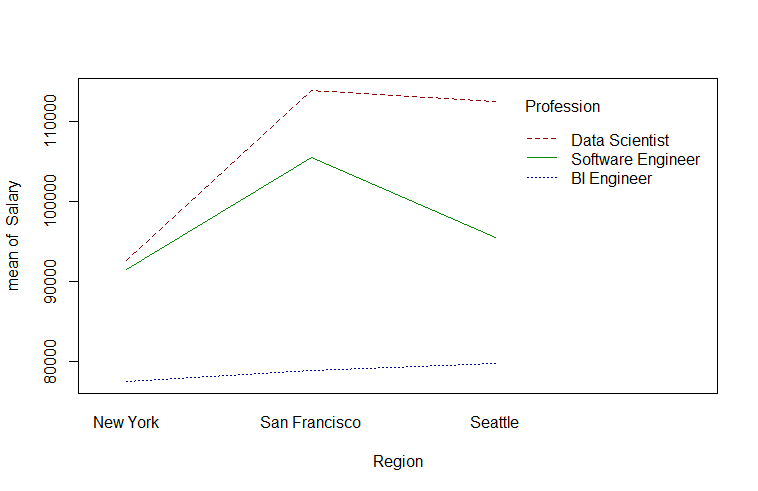 Profession
Data Scientist
Software Engineer
BI Engineer
mean of  Salary
110000
100000
90000
80000
New York
San Francisco
Seattle
Region